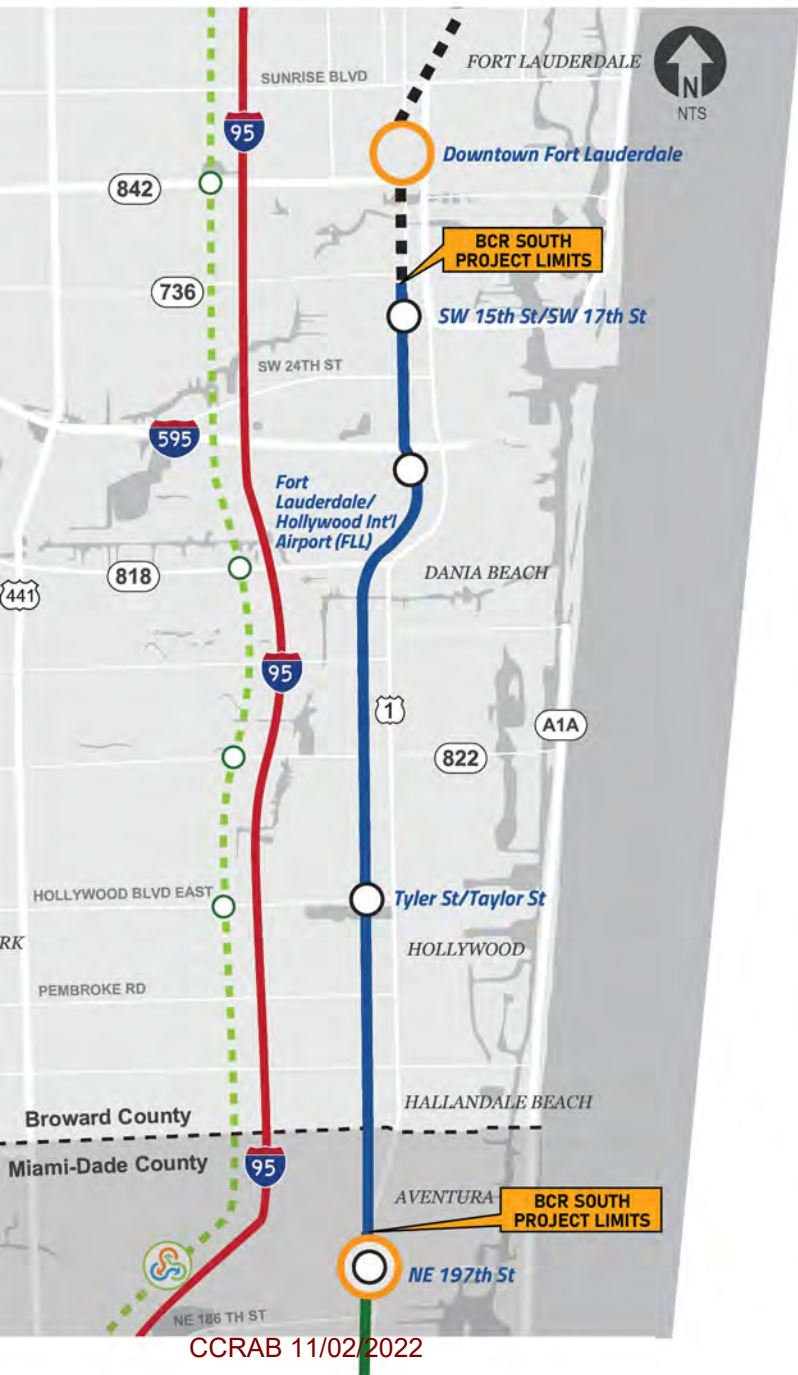 FORT LAUDERDALE
N
NTS
SUNRISE BLVD
95
Downtown Fort Lauderdale
842
BCR SOUTH
PROJECT LIMITS
736
SW 15th St/SW 17th St
SW 24TH ST
595
Fort
Lauderdale/
Hollywood Int'l
Airport (FLL)
818
DANIA BEACH
441
95
1
A1A
822
HOLLYWOOD BLVD EAST
Tyler St/Taylor St
RK
HOLLYWOOD
PEMBROKE RD
HALLANDALE BEACH
Broward County
Miami-Dade County
95
AVENTURA
BCR SOUTH
PROJECT LIMITS
NE 197th St
NE 186 TH ST
CCRAB 11/02/2022